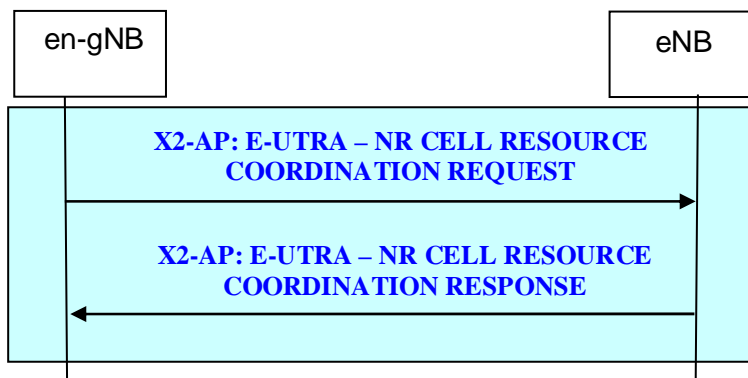 en-gNB
eNB
X2-AP: E-UTRA – NR CELL RESOURCE
COORDINATION REQUEST
X2-AP: E-UTRA – NR CELL RESOURCE
COORDINATION RESPONSE